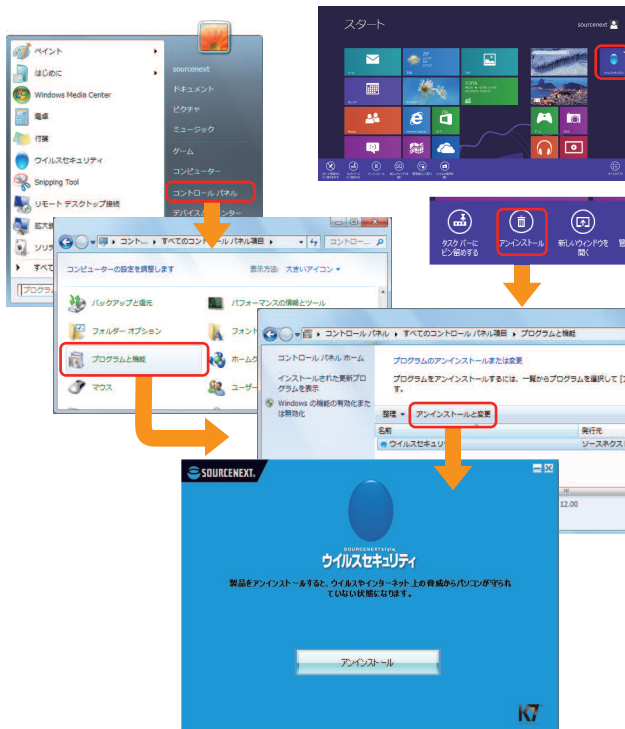 ペイント
はじめに
Windows Media Center
電卓
付箋
ウイルスセキュリティ
Snipping Tool
リモート デスクトップ接続
拡大鏡
すべて
sourcenext
ドキュメント
ピクチャ
ミュージック
ゲーム
コンピューター
コントロール パネル
スタート
sourcenext
タスク バーに
ピン留めする
アンインストール
新しいウィンドウを
開く
コント... ▸ すべてのコントロール パネル項目 ▸
コントロー...
コンピューターの設定を調整します
表示方法: 大きいアイコン ▾
バックアップと復元
パフォーマンスの情報とツール
フォルダー オプション
フォント
プログラムと機能
ホームグ
マウス
ユーザー
コントロール パネル ▸ すべてのコントロール パネル項目 ▸ プログラムと機能
コントロール パネル ホーム
インストールされた更新プロ
グラムを表示
Windows の機能の有効化また
は無効化
プログラムのアンインストールまたは変更
プログラムをアンインストールするには、一覧からプログラムを選択して [
す。
整理 ▾ アンインストールと変更
名前
発行元
ウイルスセキュリ
ソースネクス
12.00
SOURCENEXT.
SOURCENEXTstyle
ウイルスセキュリティ
製品をアンインストールすると、ウイルスやインターネット上の脅威からパソコンが守られ
ていない状態になります。
アンインストール
K7